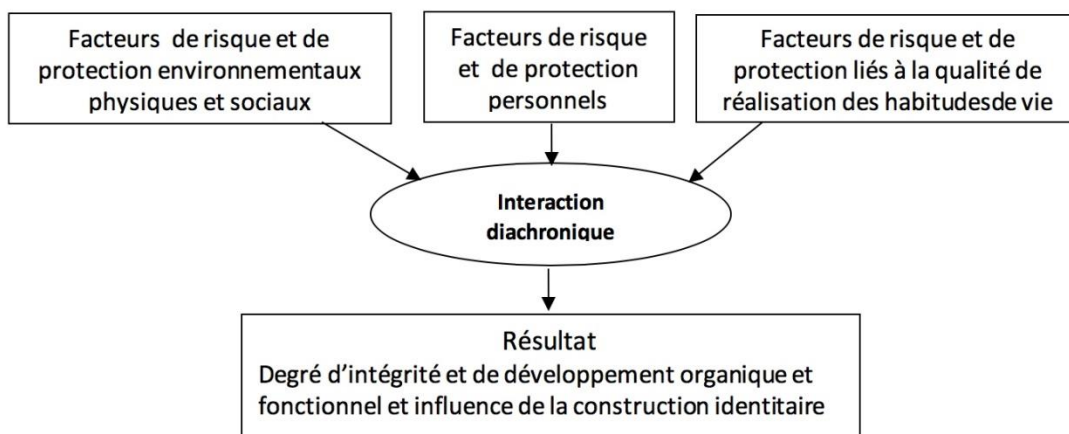 Facteurs de risque et de
protection environnementaux
physiques et sociaux
Facteurs de risque
et de protection
personnels
Facteurs de risque et de
protection liés à la qualité de
réalisation des habitudesde vie
Interaction
diachronique
Résultat
Degré d’intégrité et de développement organique et
fonctionnel et influence de la construction identitaire